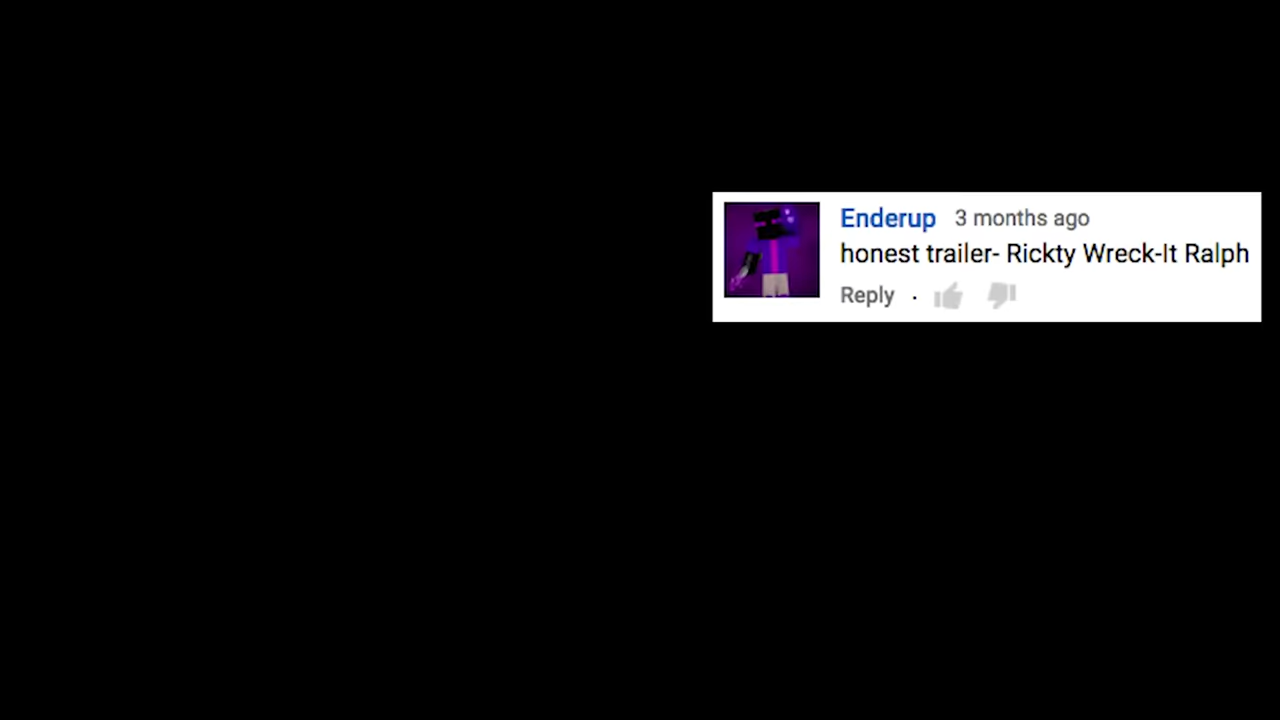 Enderup 3 months ago
honest trailer- Rickty Wreck-It Ralph
Reply ·